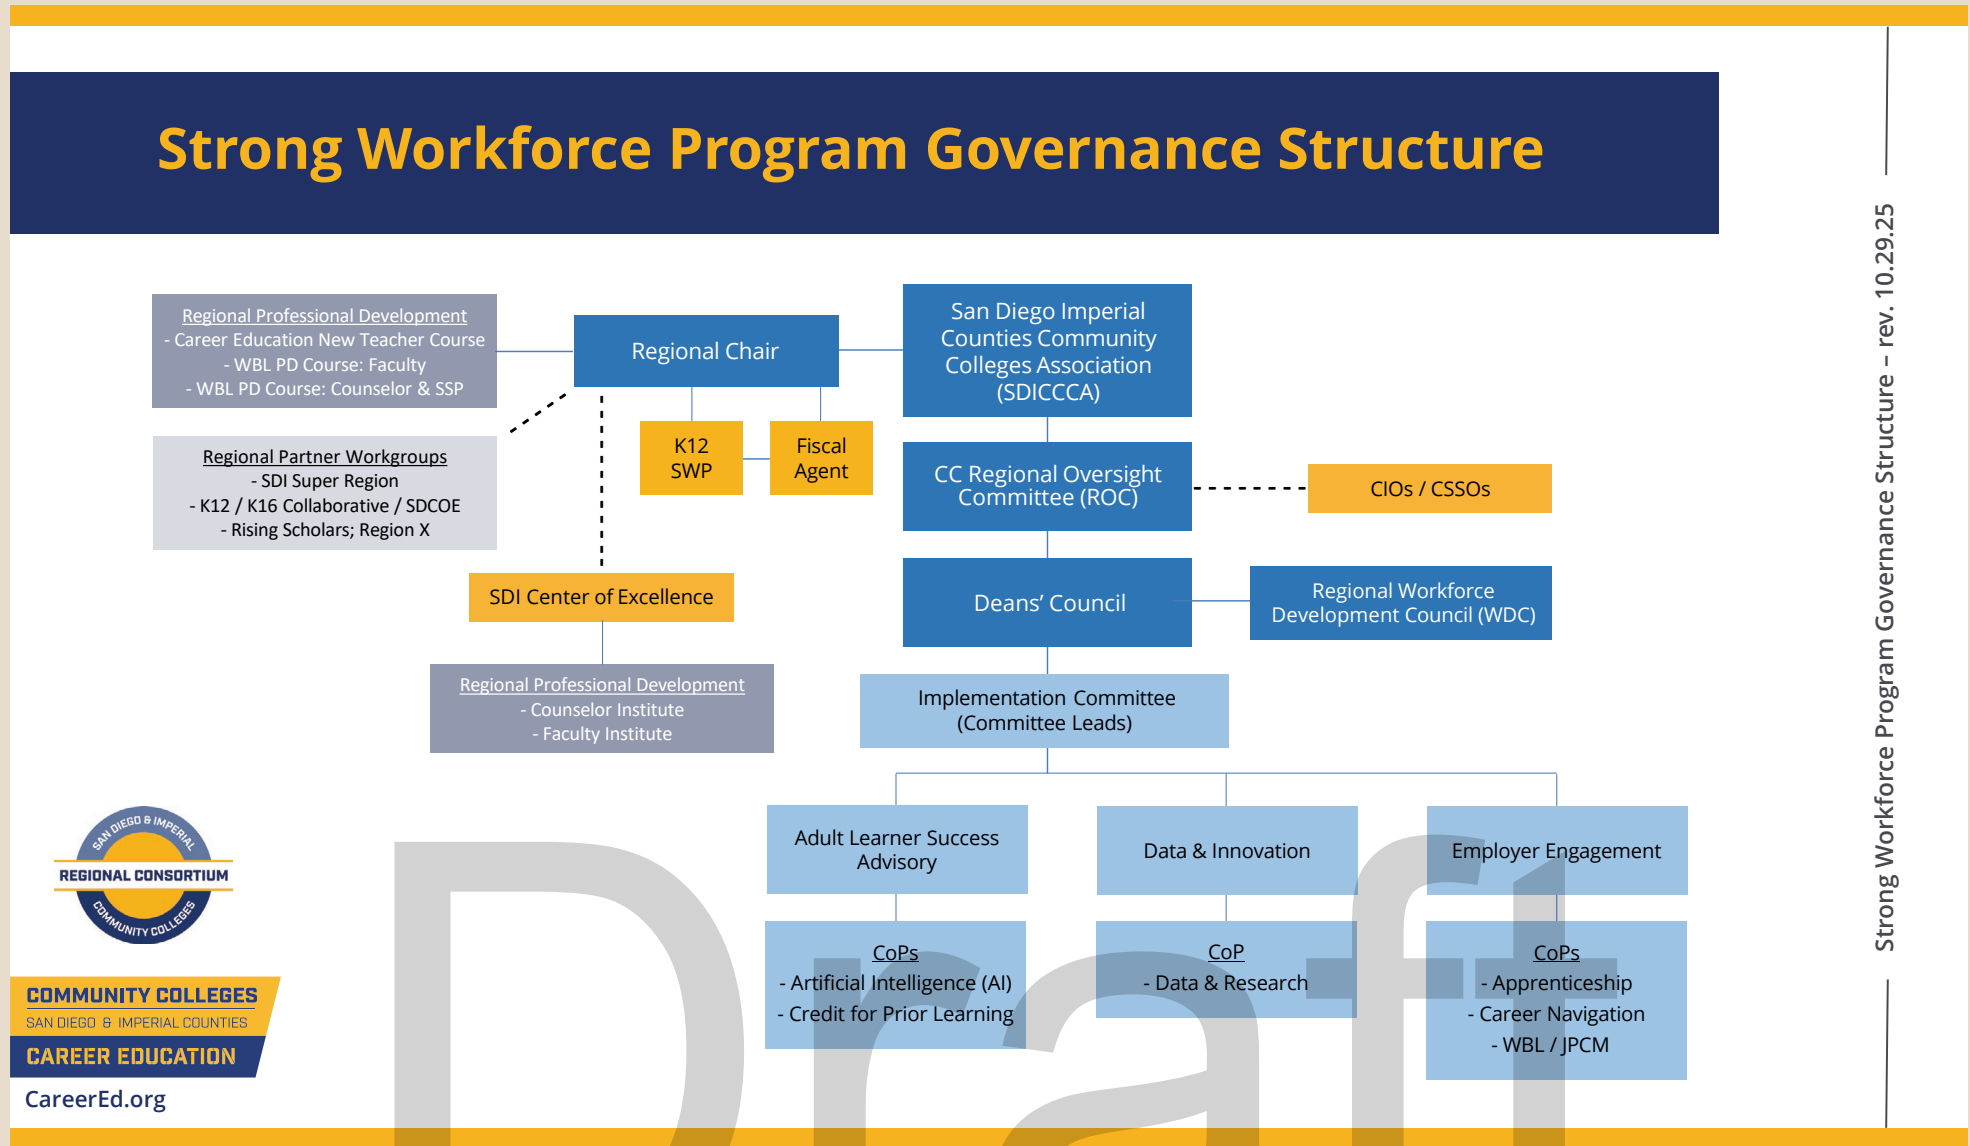 Strong Workforce Program Governance Structure
Regional Professional Development
- Career Education New Teacher Course
- WBL PD Course: Faculty
- WBL PD Course: Counselor & SSP
Regional Chair
San Diego Imperial
Counties Community
Colleges Association
(SDICCCA)
K12
SWP
Fiscal
Agent
Regional Partner Workgroups
- SDI Super Region
- K12 / K16 Collaborative / SDCOE
- Rising Scholars; Region X
CC Regional Oversight
Committee (ROC)
CIOs / CSSOs
SDI Center of Excellence
Deans’ Council
Regional Workforce
Development Council (WDC)
Regional Professional Development
- Counselor Institute
- Faculty Institute
Implementation Committee
(Committee Leads)
Adult Learner Success
Advisory
Data & Innovation
Employer Engagement
CoPs
- Artificial Intelligence (AI)
- Credit for Prior Learning
CoP
- Data & Research
CoPs
- Apprenticeship
- Career Navigation
- WBL / JPCM
Draft
SAN DIEGO & IMPERIAL
REGIONAL CONSORTIUM
COMMUNITY COLLEGES
COMMUNITY COLLEGES
SAN DIEGO & IMPERIAL COUNTIES
CAREER EDUCATION
CareerEd.org
Strong Workforce Program Governance Structure – rev. 10.29.25